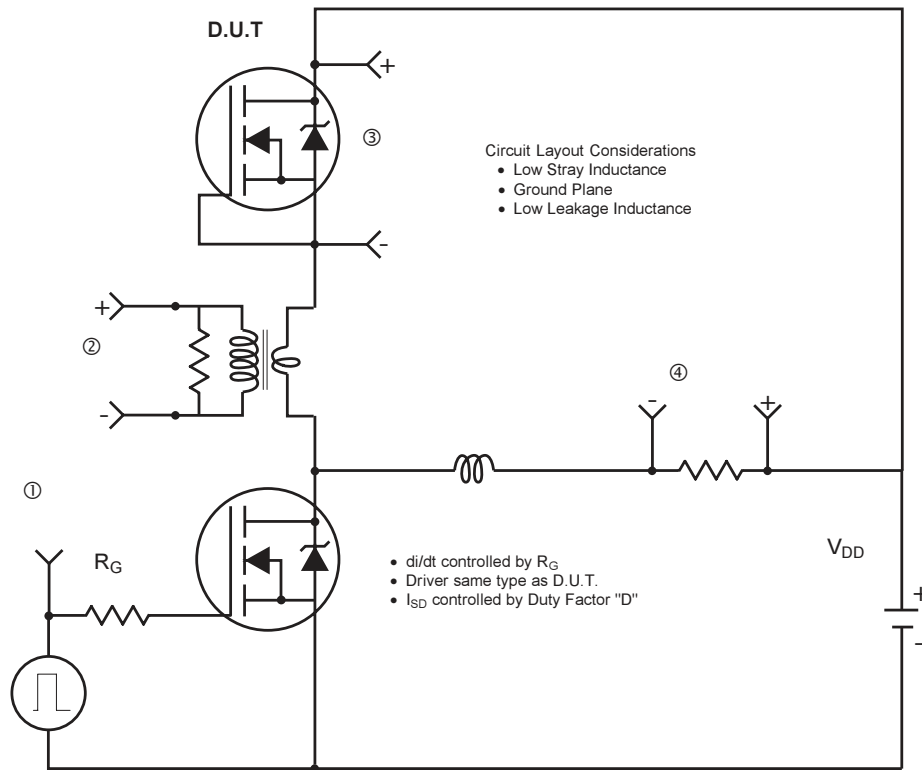 D.U.T
+
③
Circuit Layout Considerations
• Low Stray Inductance
• Ground Plane
• Low Leakage Inductance
-
+
②
-
④
-
+
①
R_G
V_DD
• di/dt controlled by R_G
• Driver same type as D.U.T.
• I_SD controlled by Duty Factor "D"
+
-